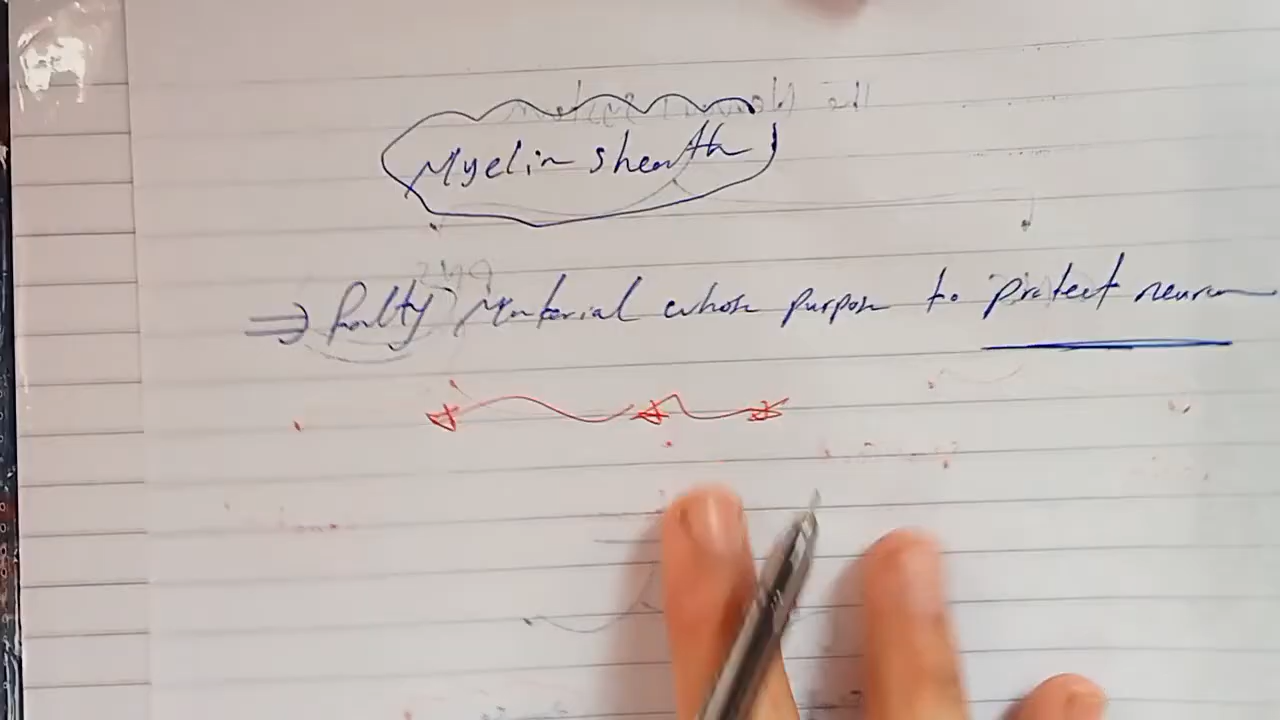 Myelin sheath
⇒ Fatty Material whose purpose to protect neuron